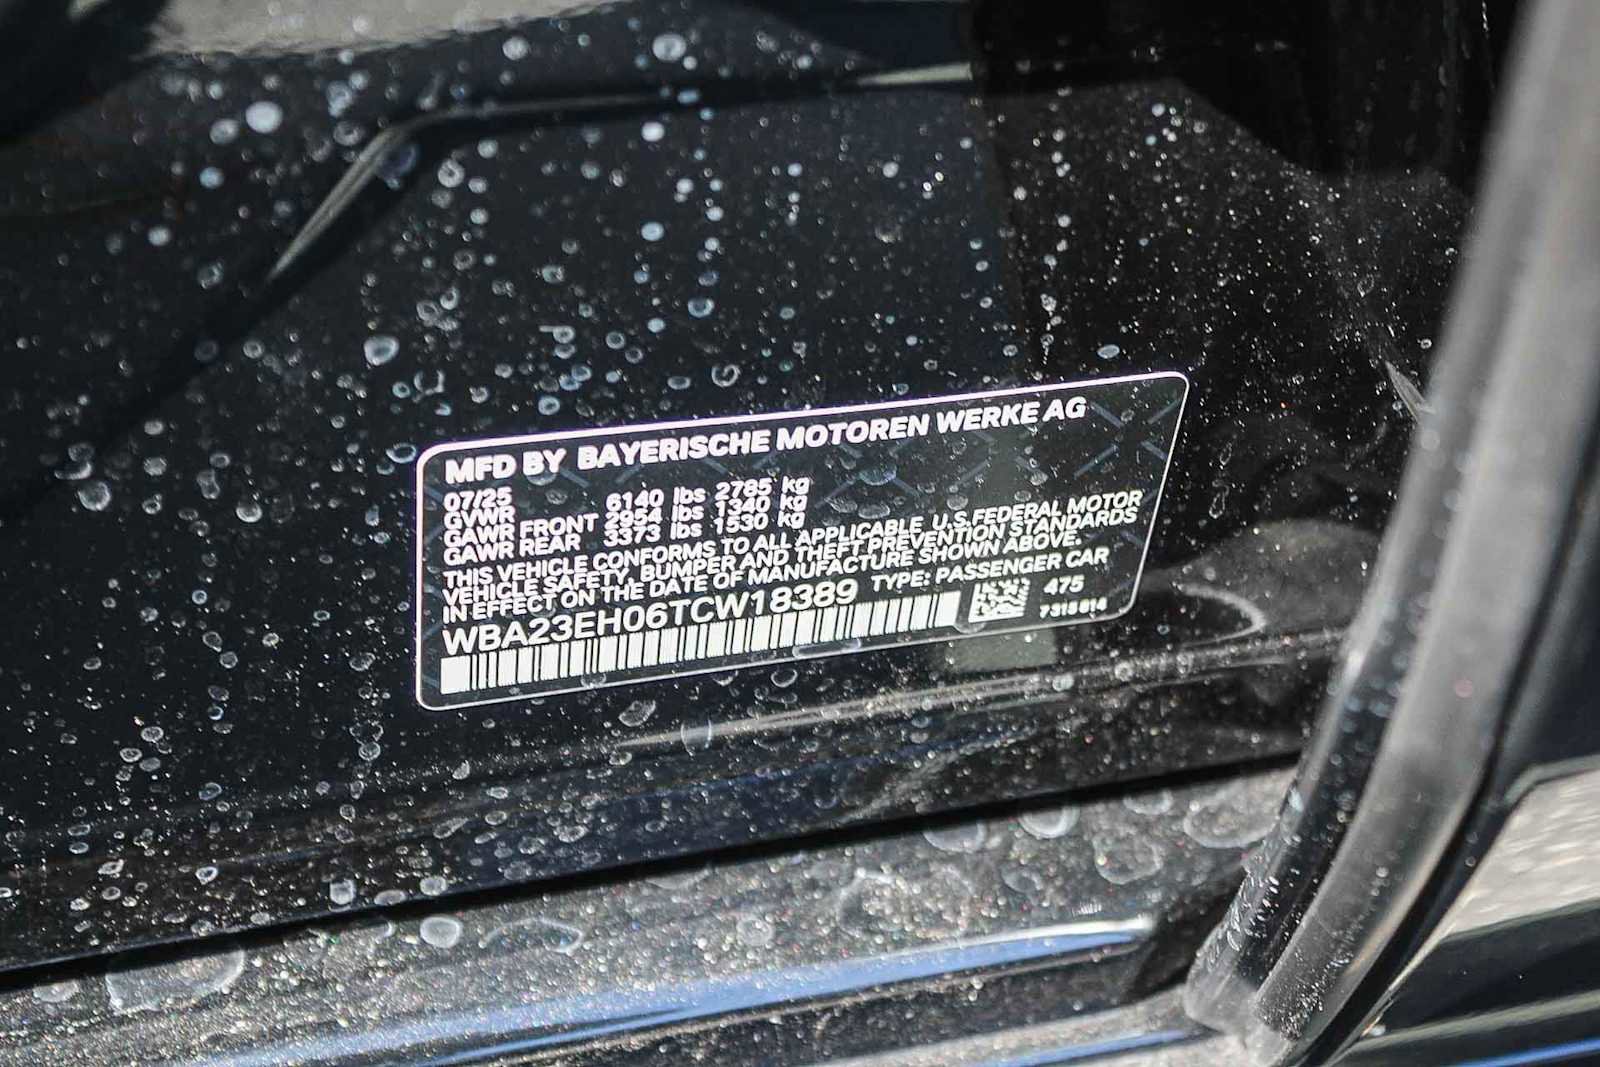 MFD BY BAYERISCHE MOTOREN WERKE AG
07/25
GVWR 6140 lbs 2785 kg
GAWR FRONT 2954 lbs 1340 kg
GAWR REAR 3373 lbs 1530 kg
THIS VEHICLE CONFORMS TO ALL APPLICABLE U.S.FEDERAL MOTOR
VEHICLE SAFETY, BUMPER AND THEFT PREVENTION STANDARDS
IN EFFECT ON THE DATE OF MANUFACTURE SHOWN ABOVE.
WBA23EH06TCW18389 TYPE: PASSENGER CAR
475